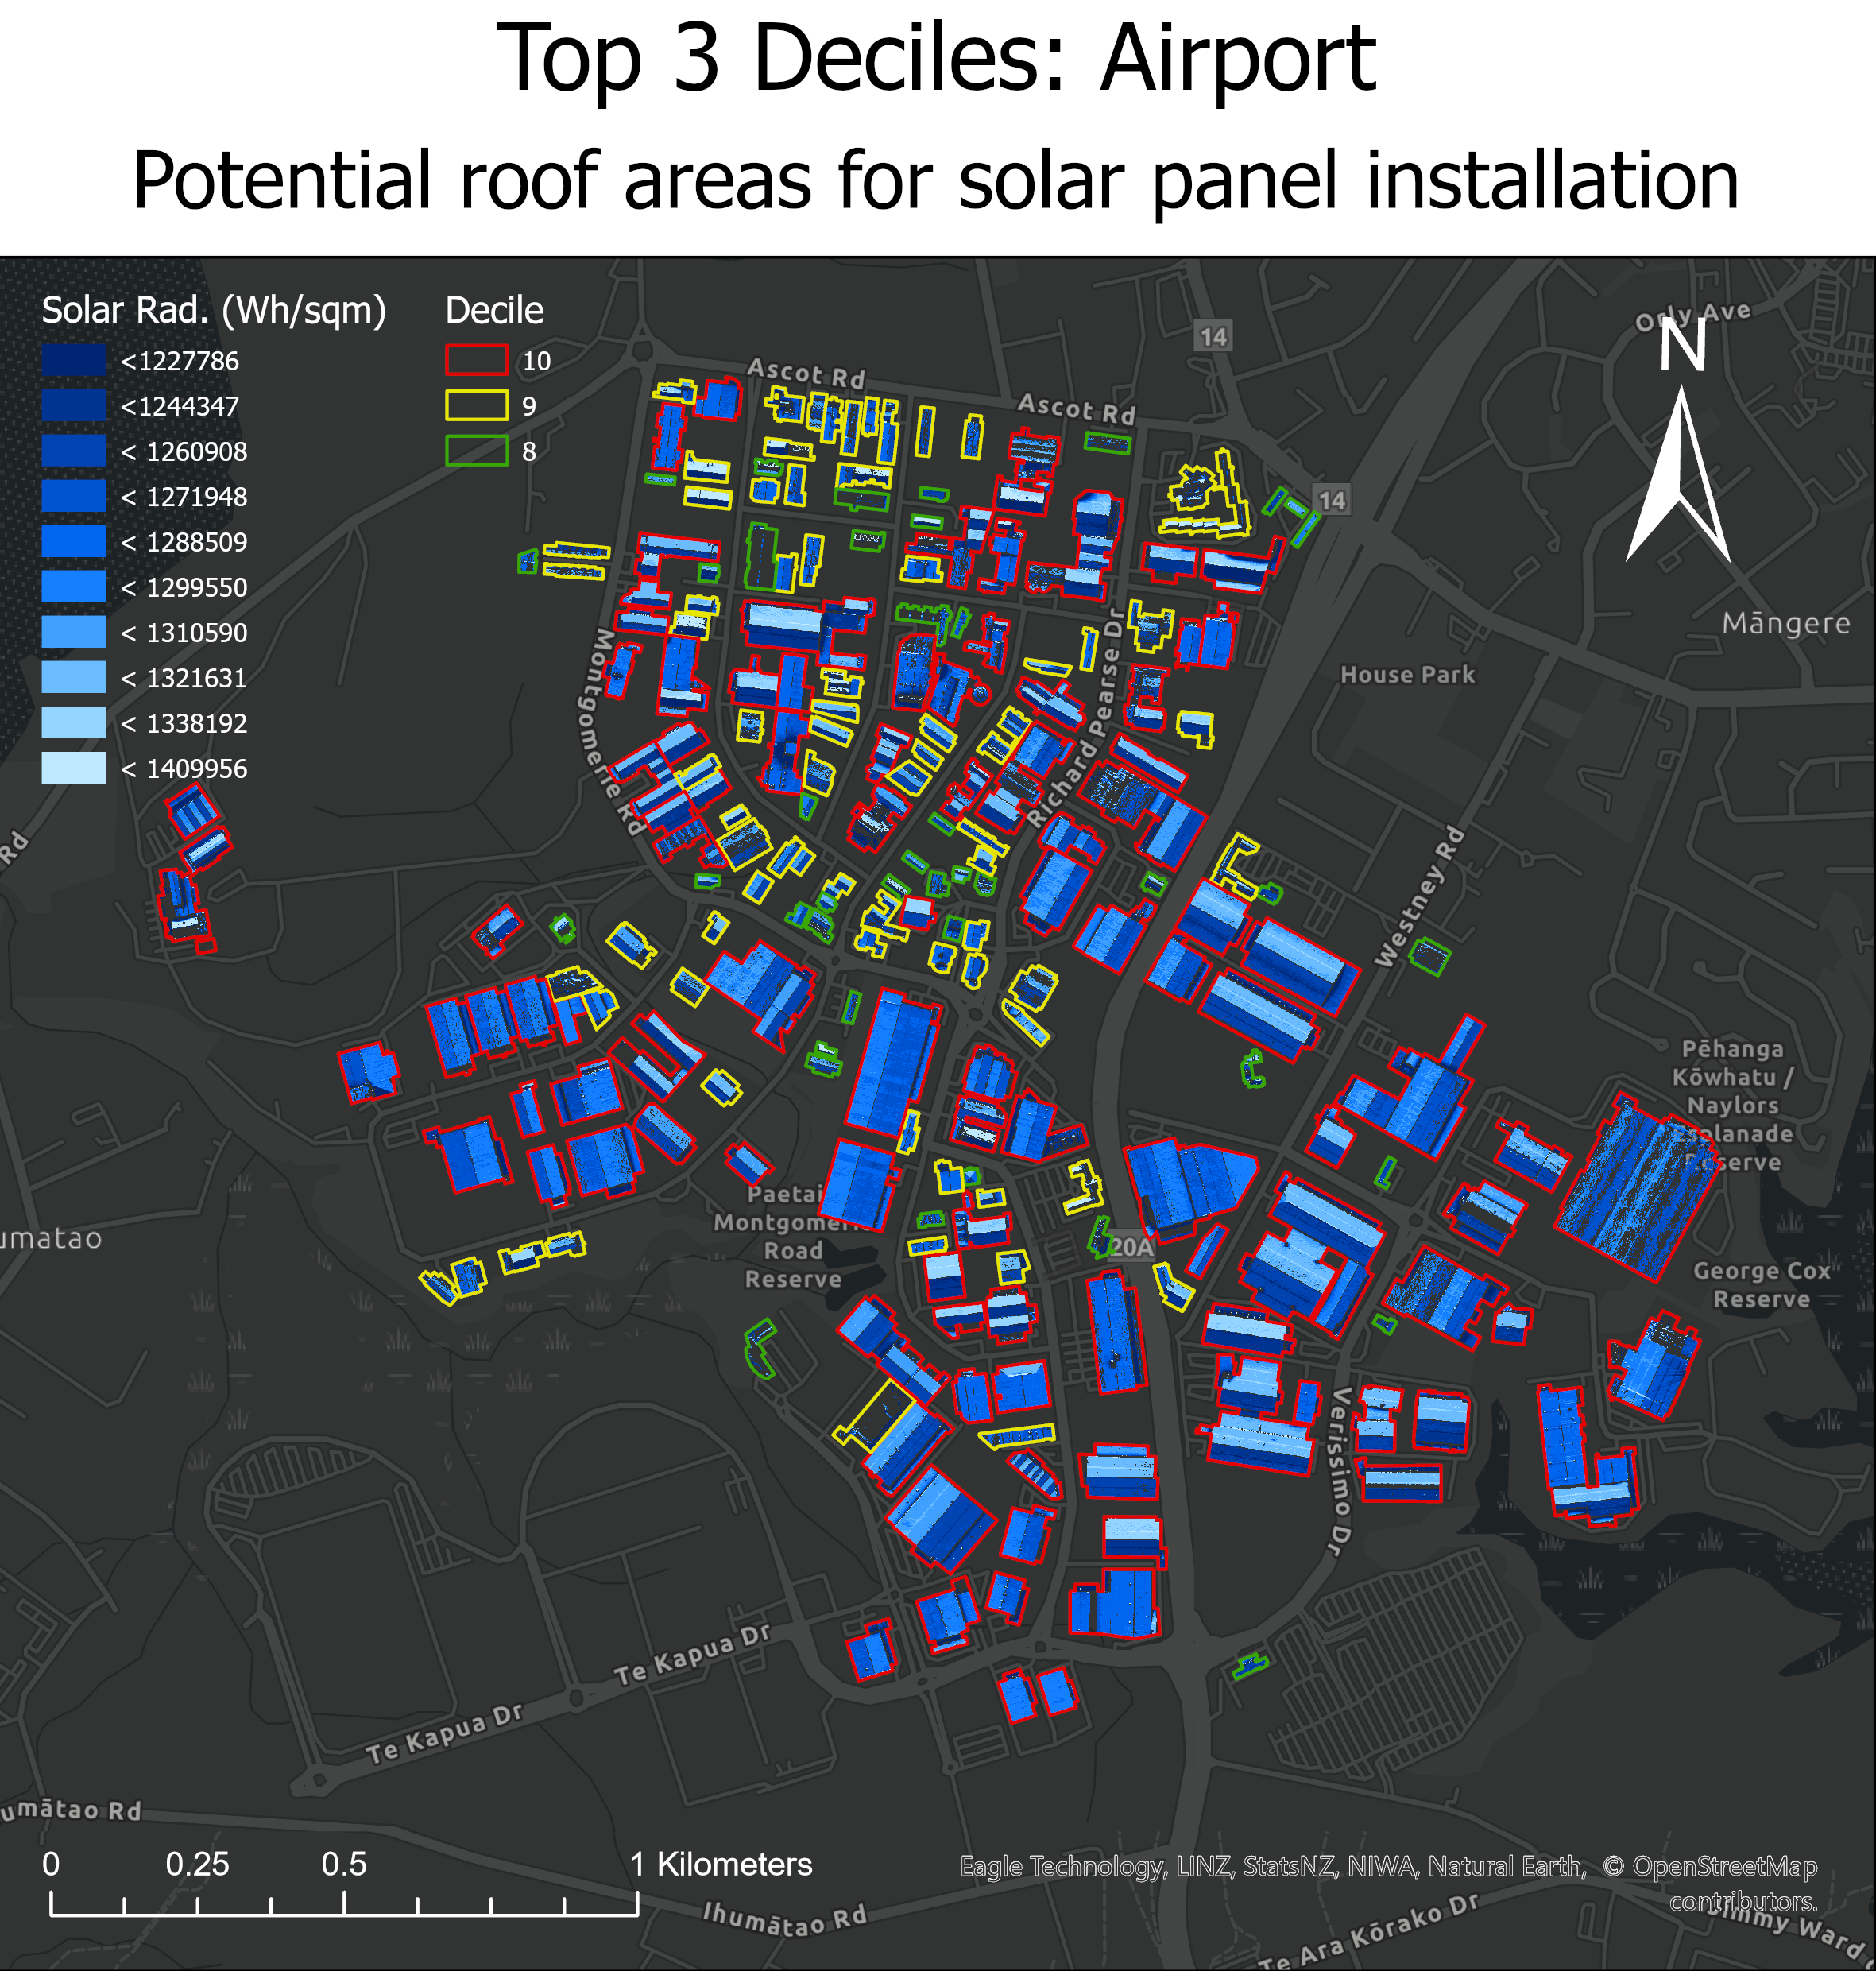 Top 3 Deciles: Airport
Potential roof areas for solar panel installation
Solar Rad. (Wh/sqm)
<1227786
<1244347
< 1260908
< 1271948
< 1288509
< 1299550
< 1310590
< 1321631
< 1338192
< 1409956
Decile
10
9
8
N
Orly Ave
14
Ascot Rd
Ascot Rd
14
Māngere
House Park
Montgomerie Rd
Richard Pearse Dr
Rd
Westney Rd
Pēhanga
Kōwhatu /
Naylors
Esplanade
Reserve
Paetai
Montgomerie
Road
Reserve
umatao
20A
George Cox
Reserve
Verissimo Dr
Te Kapua Dr
Te Kapua Dr
umātao Rd
0
0.25
0.5
1 Kilometers
Eagle Technology, LINZ, StatsNZ, NIWA, Natural Earth, © OpenStreetMap
contributors.
Ihumātao Rd
Te Ara Kōrako Dr
Jimmy Ward